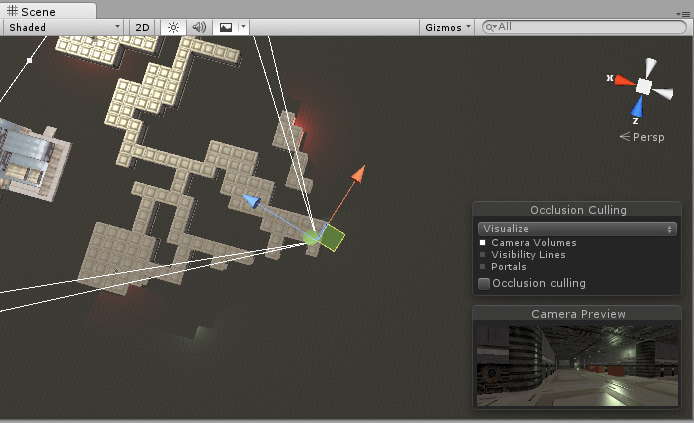 Scene
Shaded 2D Gizmos All
x
z
Persp
Occlusion Culling
Visualize
Camera Volumes
Visibility Lines
Portals
Occlusion culling
Camera Preview